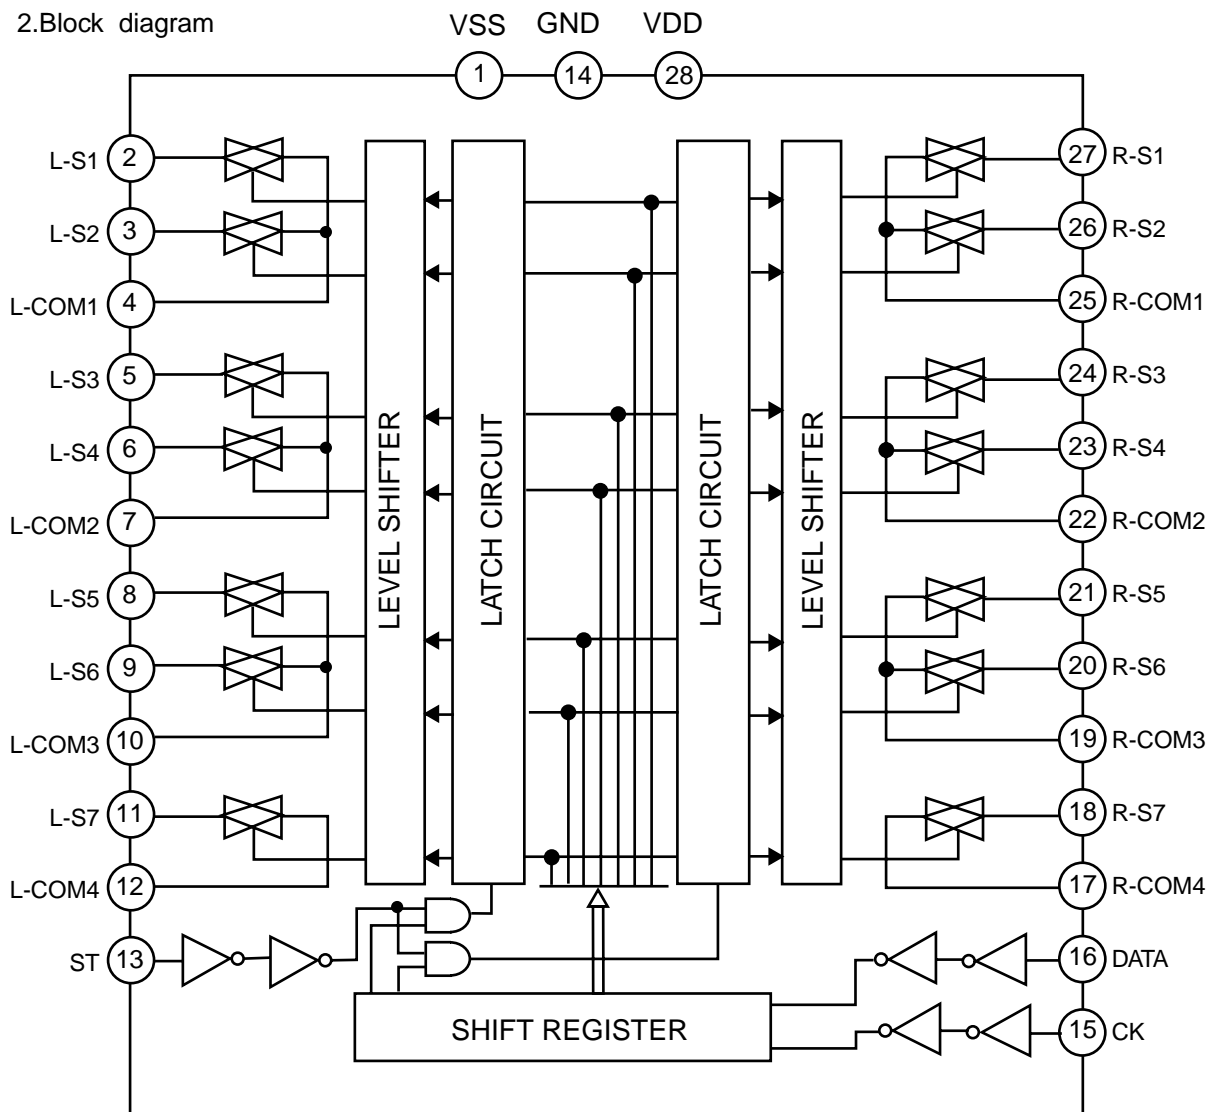 2.Block diagram
VSS GND VDD
1 14 28
L-S1 2
L-S2 3
L-COM1 4
L-S3 5
L-S4 6
L-COM2 7
L-S5 8
L-S6 9
L-COM3 10
L-S7 11
L-COM4 12
ST 13
LEVEL SHIFTER
LATCH CIRCUIT
LATCH CIRCUIT
LEVEL SHIFTER
27 R-S1
26 R-S2
25 R-COM1
24 R-S3
23 R-S4
22 R-COM2
21 R-S5
20 R-S6
19 R-COM3
18 R-S7
17 R-COM4
16 DATA
15 CK
SHIFT REGISTER